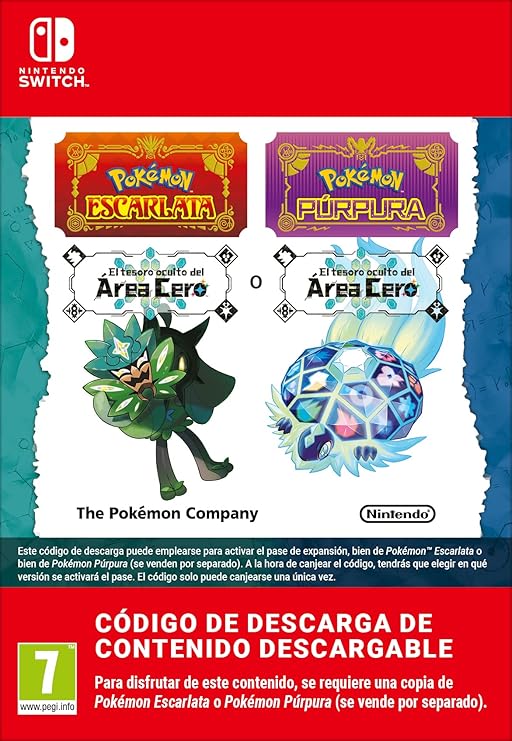 NINTENDO
SWITCH™
POKÉMON
ESCARLATA
POKÉMON
PÚRPURA
El tesoro oculto del
Área Cero
o
El tesoro oculto del
Área Cero
The Pokémon Company
Nintendo
Este código de descarga puede emplearse para activar el pase de expansión, bien de Pokémon™ Escarlata o
bien de Pokémon Púrpura (se venden por separado). A la hora de canjear el código, tendrás que elegir en qué
versión se activará el pase. El código solo puede canjearse una única vez.
CÓDIGO DE DESCARGA DE
CONTENIDO DESCARGABLE
7
™
www.pegi.info
Para disfrutar de este contenido, se requiere una copia de
Pokémon Escarlata o Pokémon Púrpura (se vende por separado).